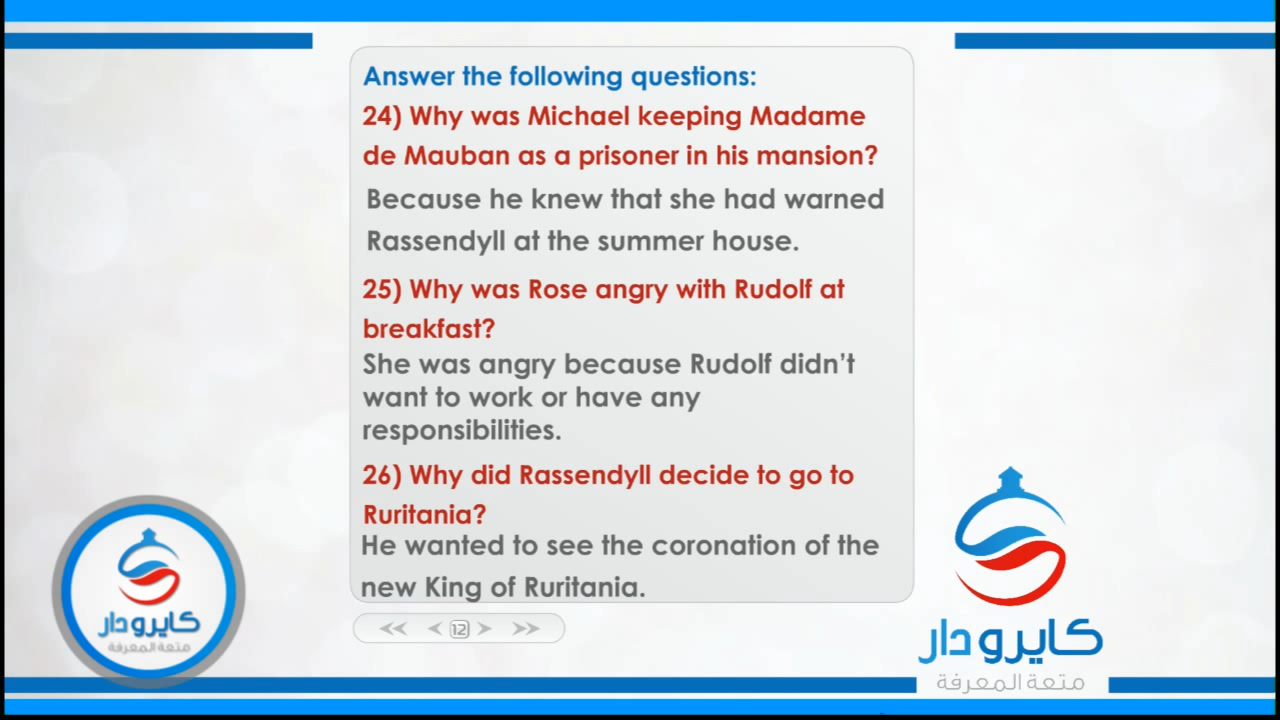 Answer the following questions:
24) Why was Michael keeping Madame
de Mauban as a prisoner in his mansion?
Because he knew that she had warned
Rassendyll at the summer house.
25) Why was Rose angry with Rudolf at
breakfast?
She was angry because Rudolf didn’t
want to work or have any
responsibilities.
26) Why did Rassendyll decide to go to
Ruritania?
He wanted to see the coronation of the
new King of Ruritania.
12
كايرو دار
متعة المعرفة
كايرو دار
متعة المعرفة